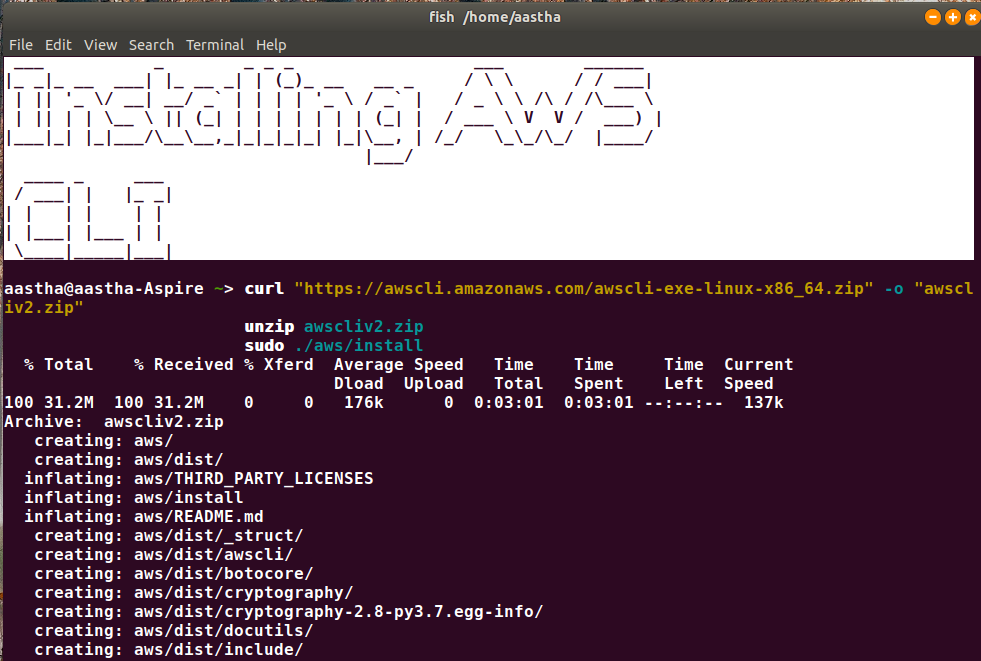 fish /home/aastha
File Edit View Search Terminal Help
Installing AWS
CLI
aastha@aastha-Aspire ~> curl "https://awscli.amazonaws.com/awscli-exe-linux-x86_64.zip" -o "awscl
iv2.zip"
unzip awscliv2.zip
sudo ./aws/install
% Total % Received % Xferd Average Speed Time Time Time Current
Dload Upload Total Spent Left Speed
100 31.2M 100 31.2M 0 0 176k 0 0:03:01 0:03:01 --:--:-- 137k
Archive: awscliv2.zip
creating: aws/
creating: aws/dist/
inflating: aws/THIRD_PARTY_LICENSES
inflating: aws/install
inflating: aws/README.md
creating: aws/dist/_struct/
creating: aws/dist/awscli/
creating: aws/dist/botocore/
creating: aws/dist/cryptography/
creating: aws/dist/cryptography-2.8-py3.7.egg-info/
creating: aws/dist/docutils/
creating: aws/dist/include/